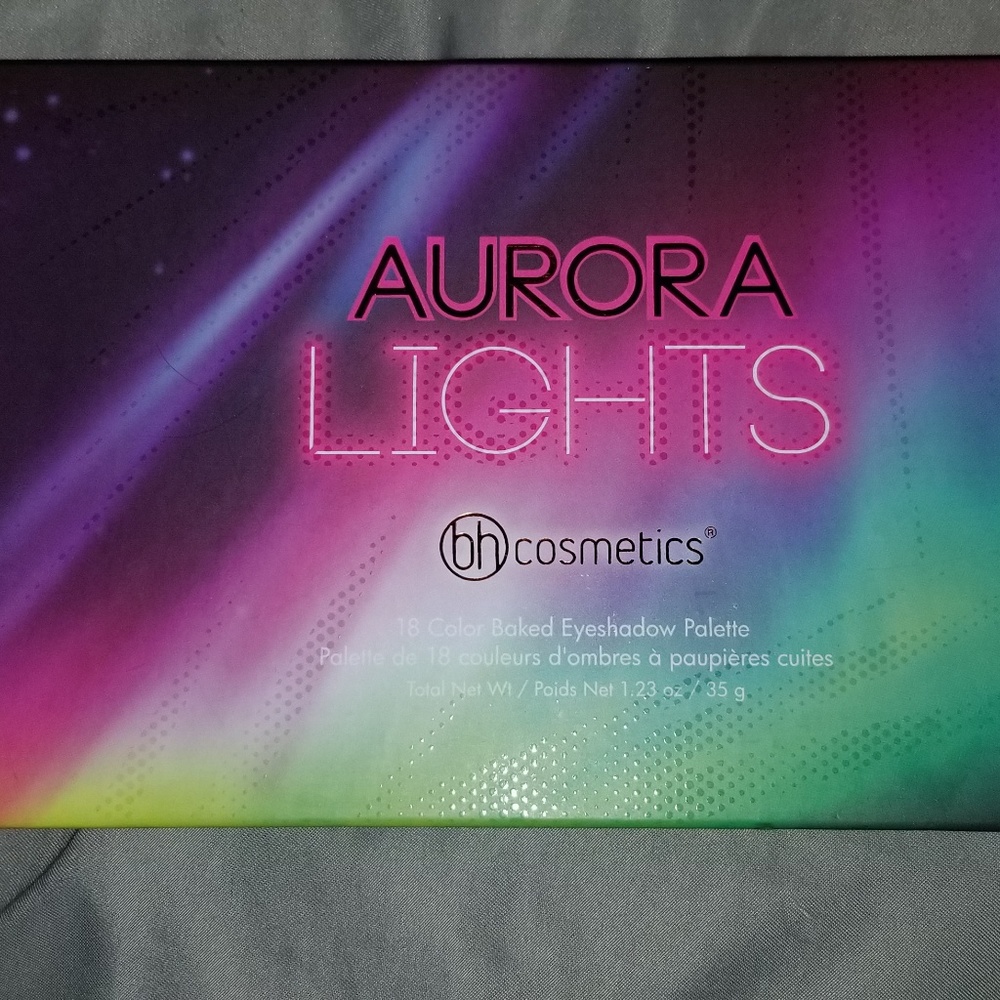 AURORA
LIGHTS
bh cosmetics®
18 Color Baked Eyeshadow Palette
Palette de 18 couleurs d'ombres à paupières cuites
Total Net Wt / Poids Net 1.23 oz / 35 g